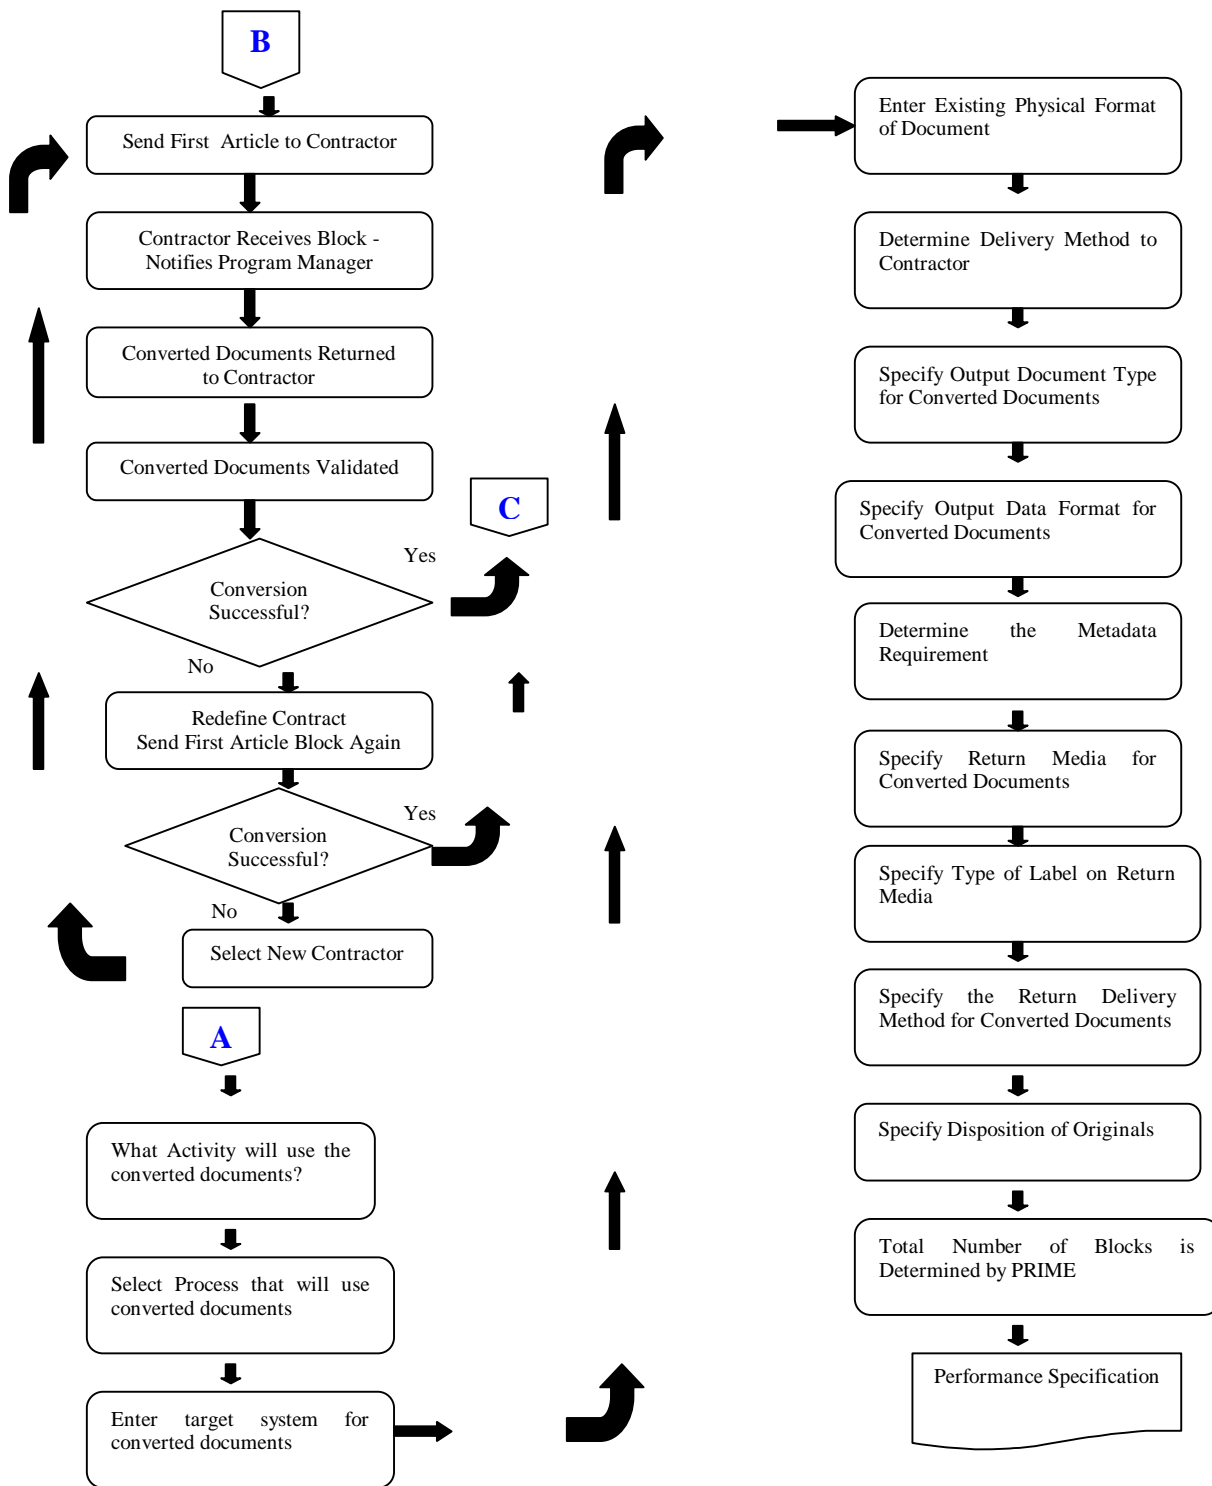 B
Send First Article to Contractor
Contractor Receives Block -
Notifies Program Manager
Converted Documents Returned
to Contractor
Converted Documents Validated
C
Yes
Conversion
Successful?
No
Redefine Contract
Send First Article Block Again
Yes
Conversion
Successful?
No
Select New Contractor
A
What Activity will use the
converted documents?
Select Process that will use
converted documents
Enter target system for
converted documents
Enter Existing Physical Format
of Document
Determine Delivery Method to
Contractor
Specify Output Document Type
for Converted Documents
Specify Output Data Format for
Converted Documents
Determine the Metadata
Requirement
Specify Return Media for
Converted Documents
Specify Type of Label on Return
Media
Specify the Return Delivery
Method for Converted Documents
Specify Disposition of Originals
Total Number of Blocks is
Determined by PRIME
Performance Specification